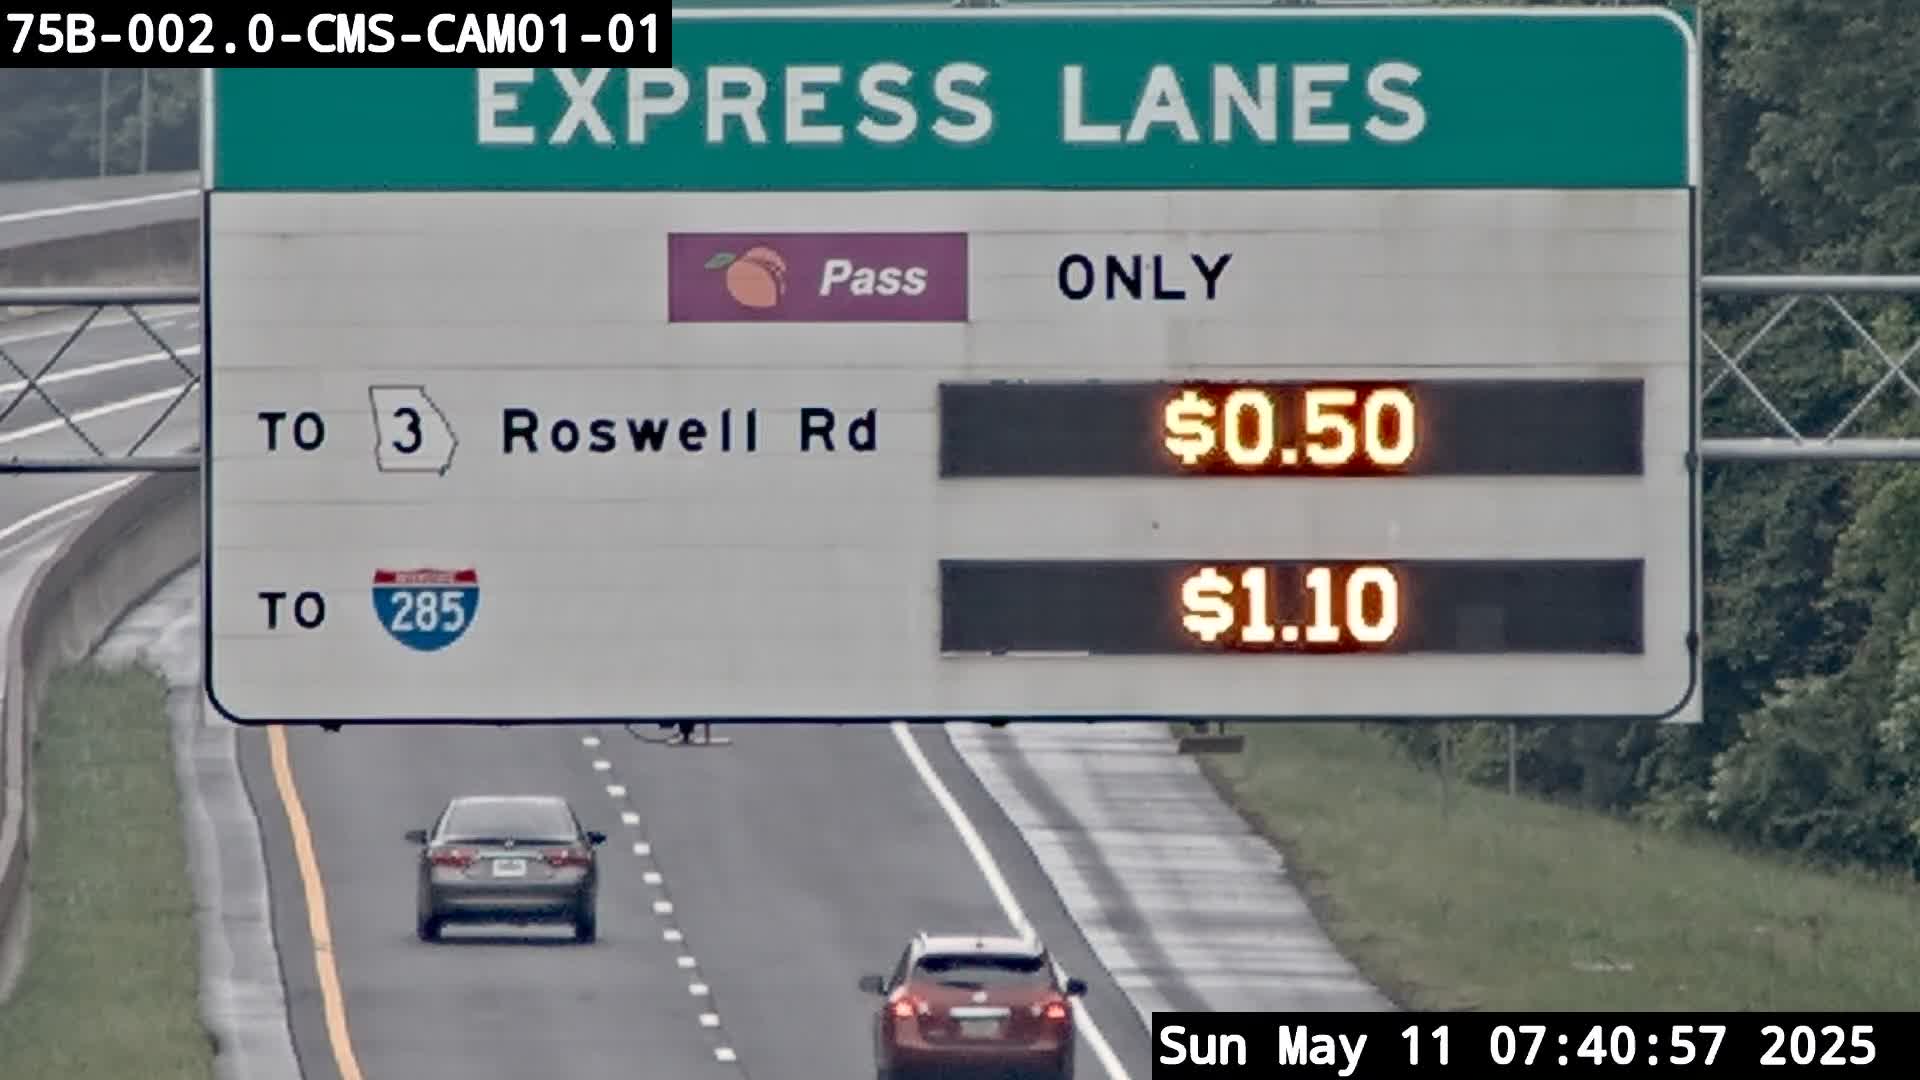 75B-002.0-CMS-CAM01-01
EXPRESS LANES
Pass ONLY
TO 3 Roswell Rd $0.50
TO 285 $1.10
Sun May 11 07:40:57 2025